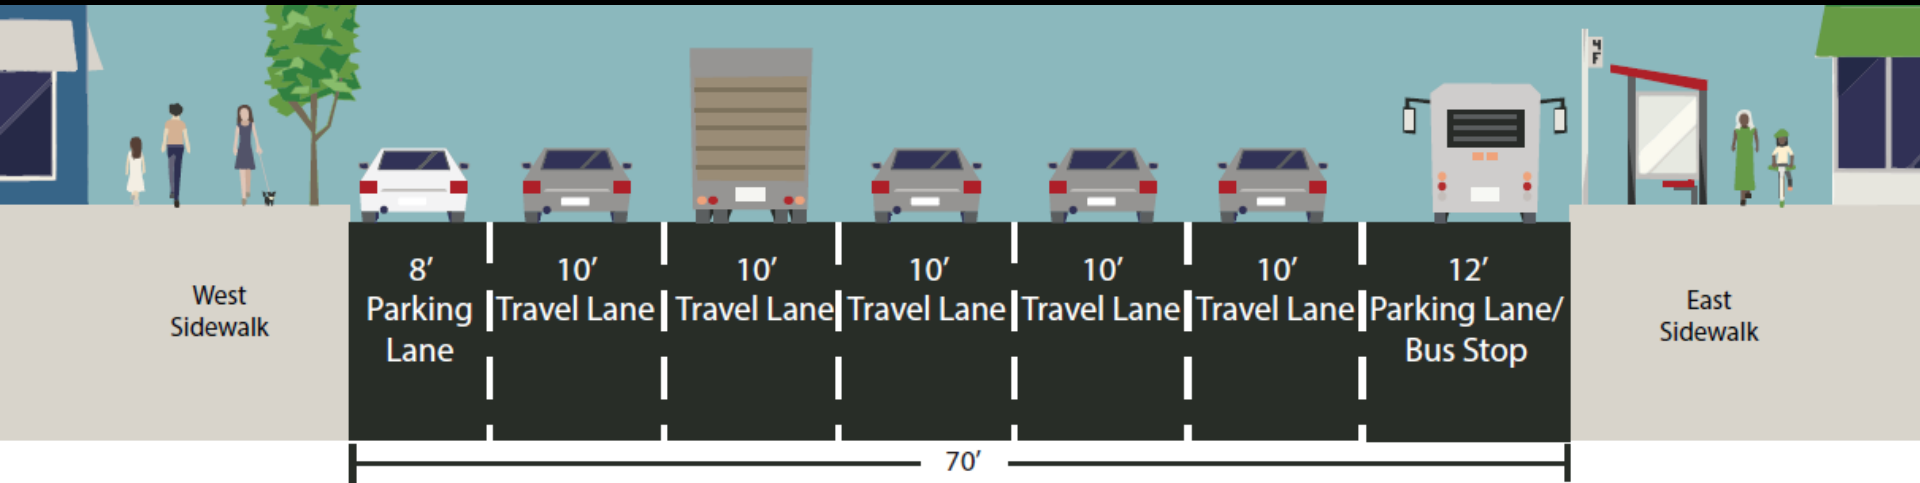 4
F
West
Sidewalk
8’
Parking
Lane
10’
Travel Lane
10’
Travel Lane
10’
Travel Lane
10’
Travel Lane
10’
Travel Lane
12’
Parking Lane/
Bus Stop
East
Sidewalk
70’